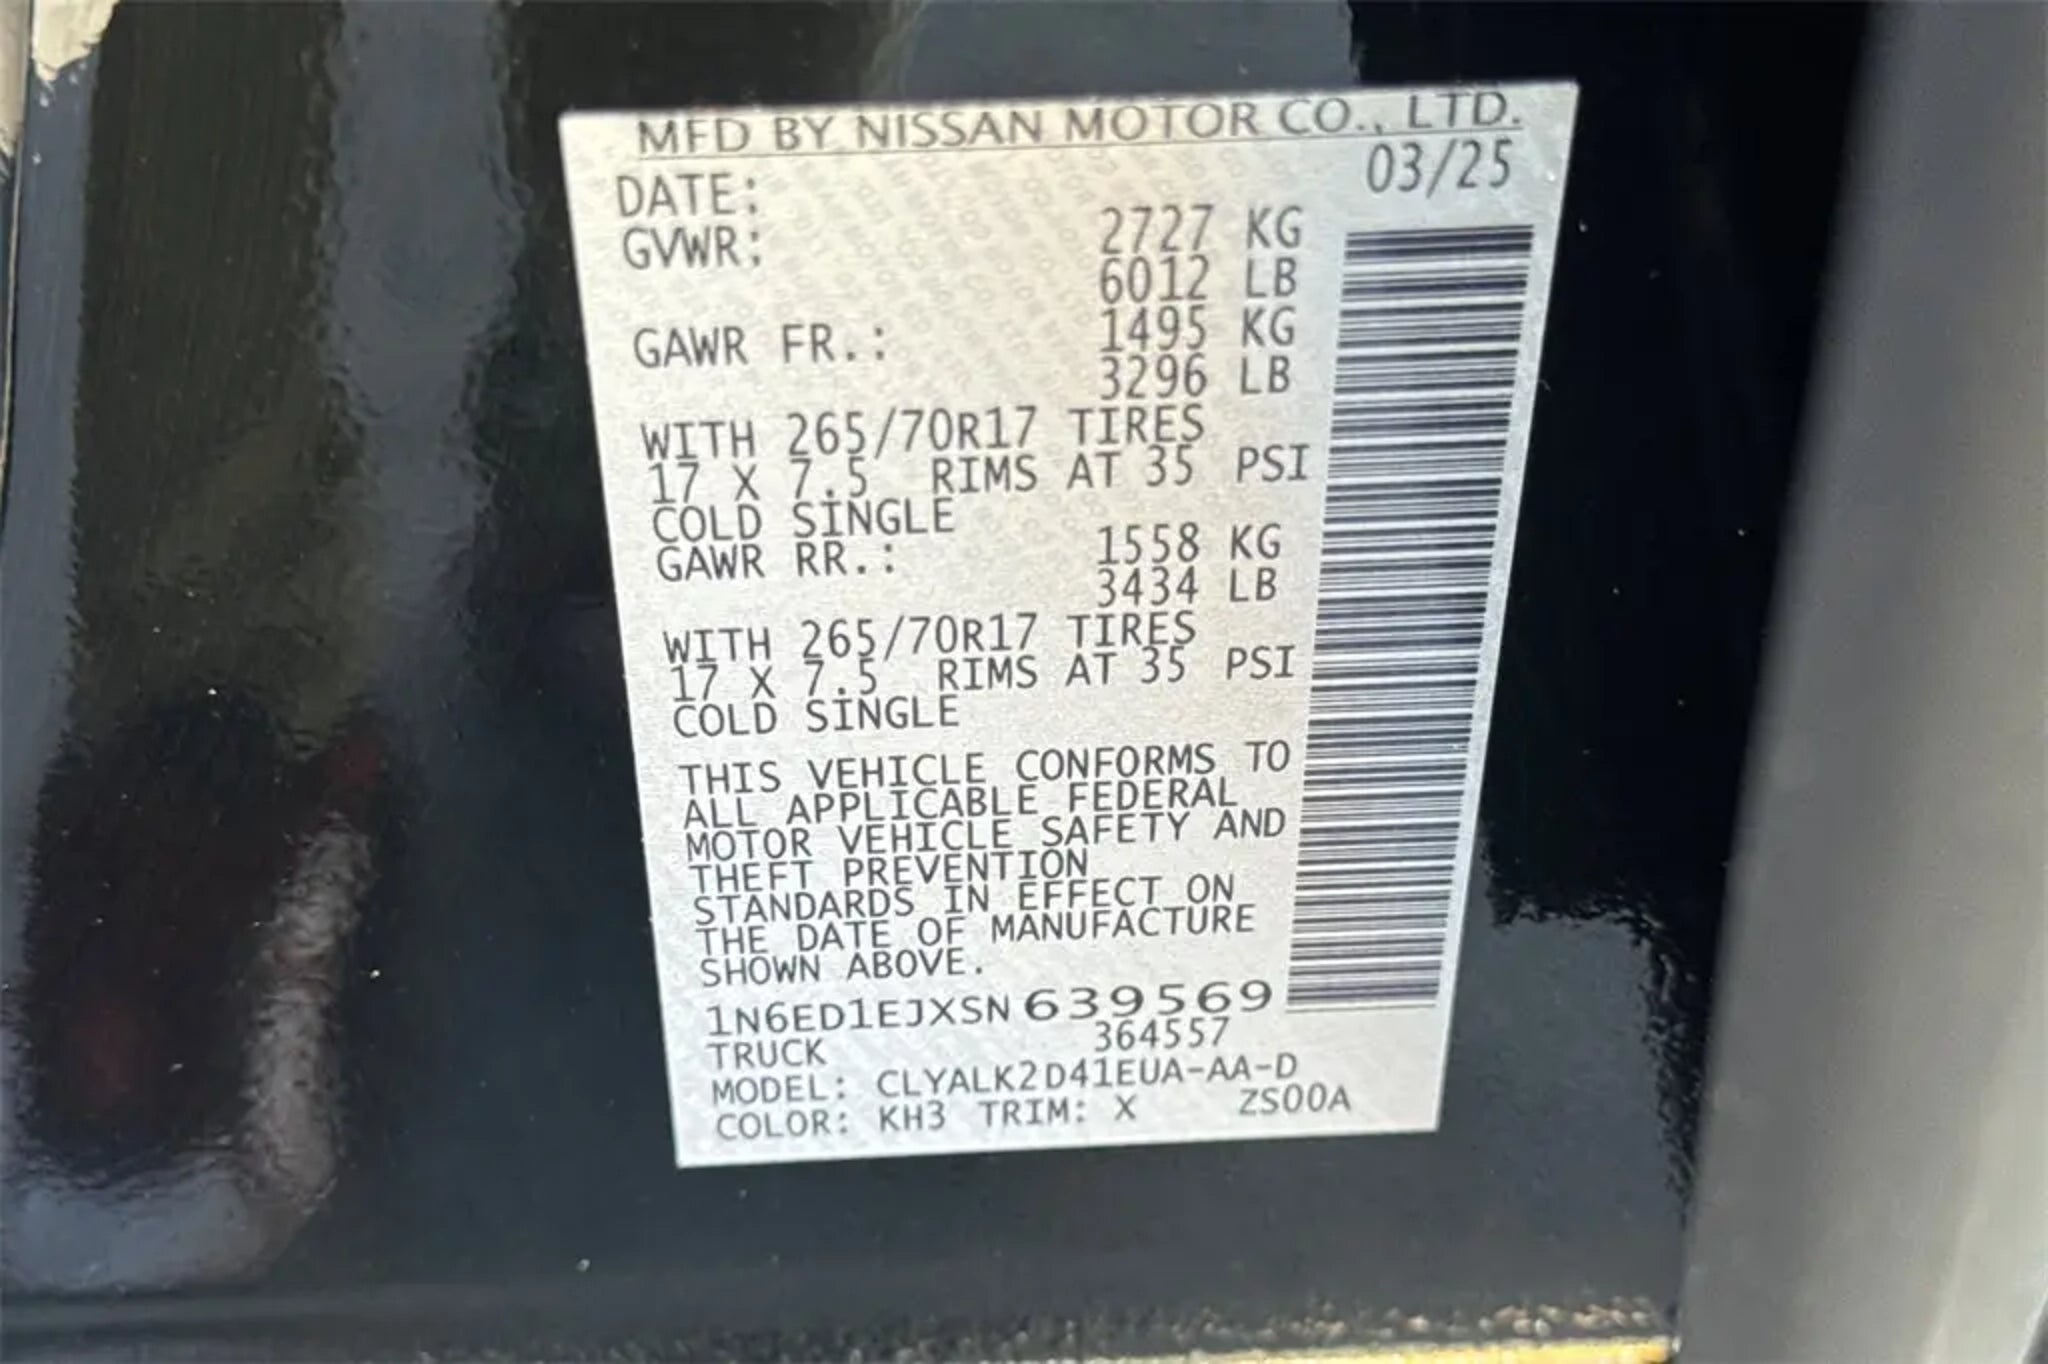 MFD BY NISSAN MOTOR CO., LTD.
DATE: 03/25
GVWR: 2727 KG
6012 LB
GAWR FR.: 1495 KG
3296 LB
WITH 265/70R17 TIRES
17 X 7.5 RIMS AT 35 PSI
COLD SINGLE
GAWR RR.: 1558 KG
3434 LB
WITH 265/70R17 TIRES
17 X 7.5 RIMS AT 35 PSI
COLD SINGLE
THIS VEHICLE CONFORMS TO
ALL APPLICABLE FEDERAL
MOTOR VEHICLE SAFETY AND
THEFT PREVENTION
STANDARDS IN EFFECT ON
THE DATE OF MANUFACTURE
SHOWN ABOVE.
1N6ED1EJXSN639569
TRUCK 364557
MODEL: CLYALK2D41EUA-AA-D
COLOR: KH3 TRIM: X ZS00A